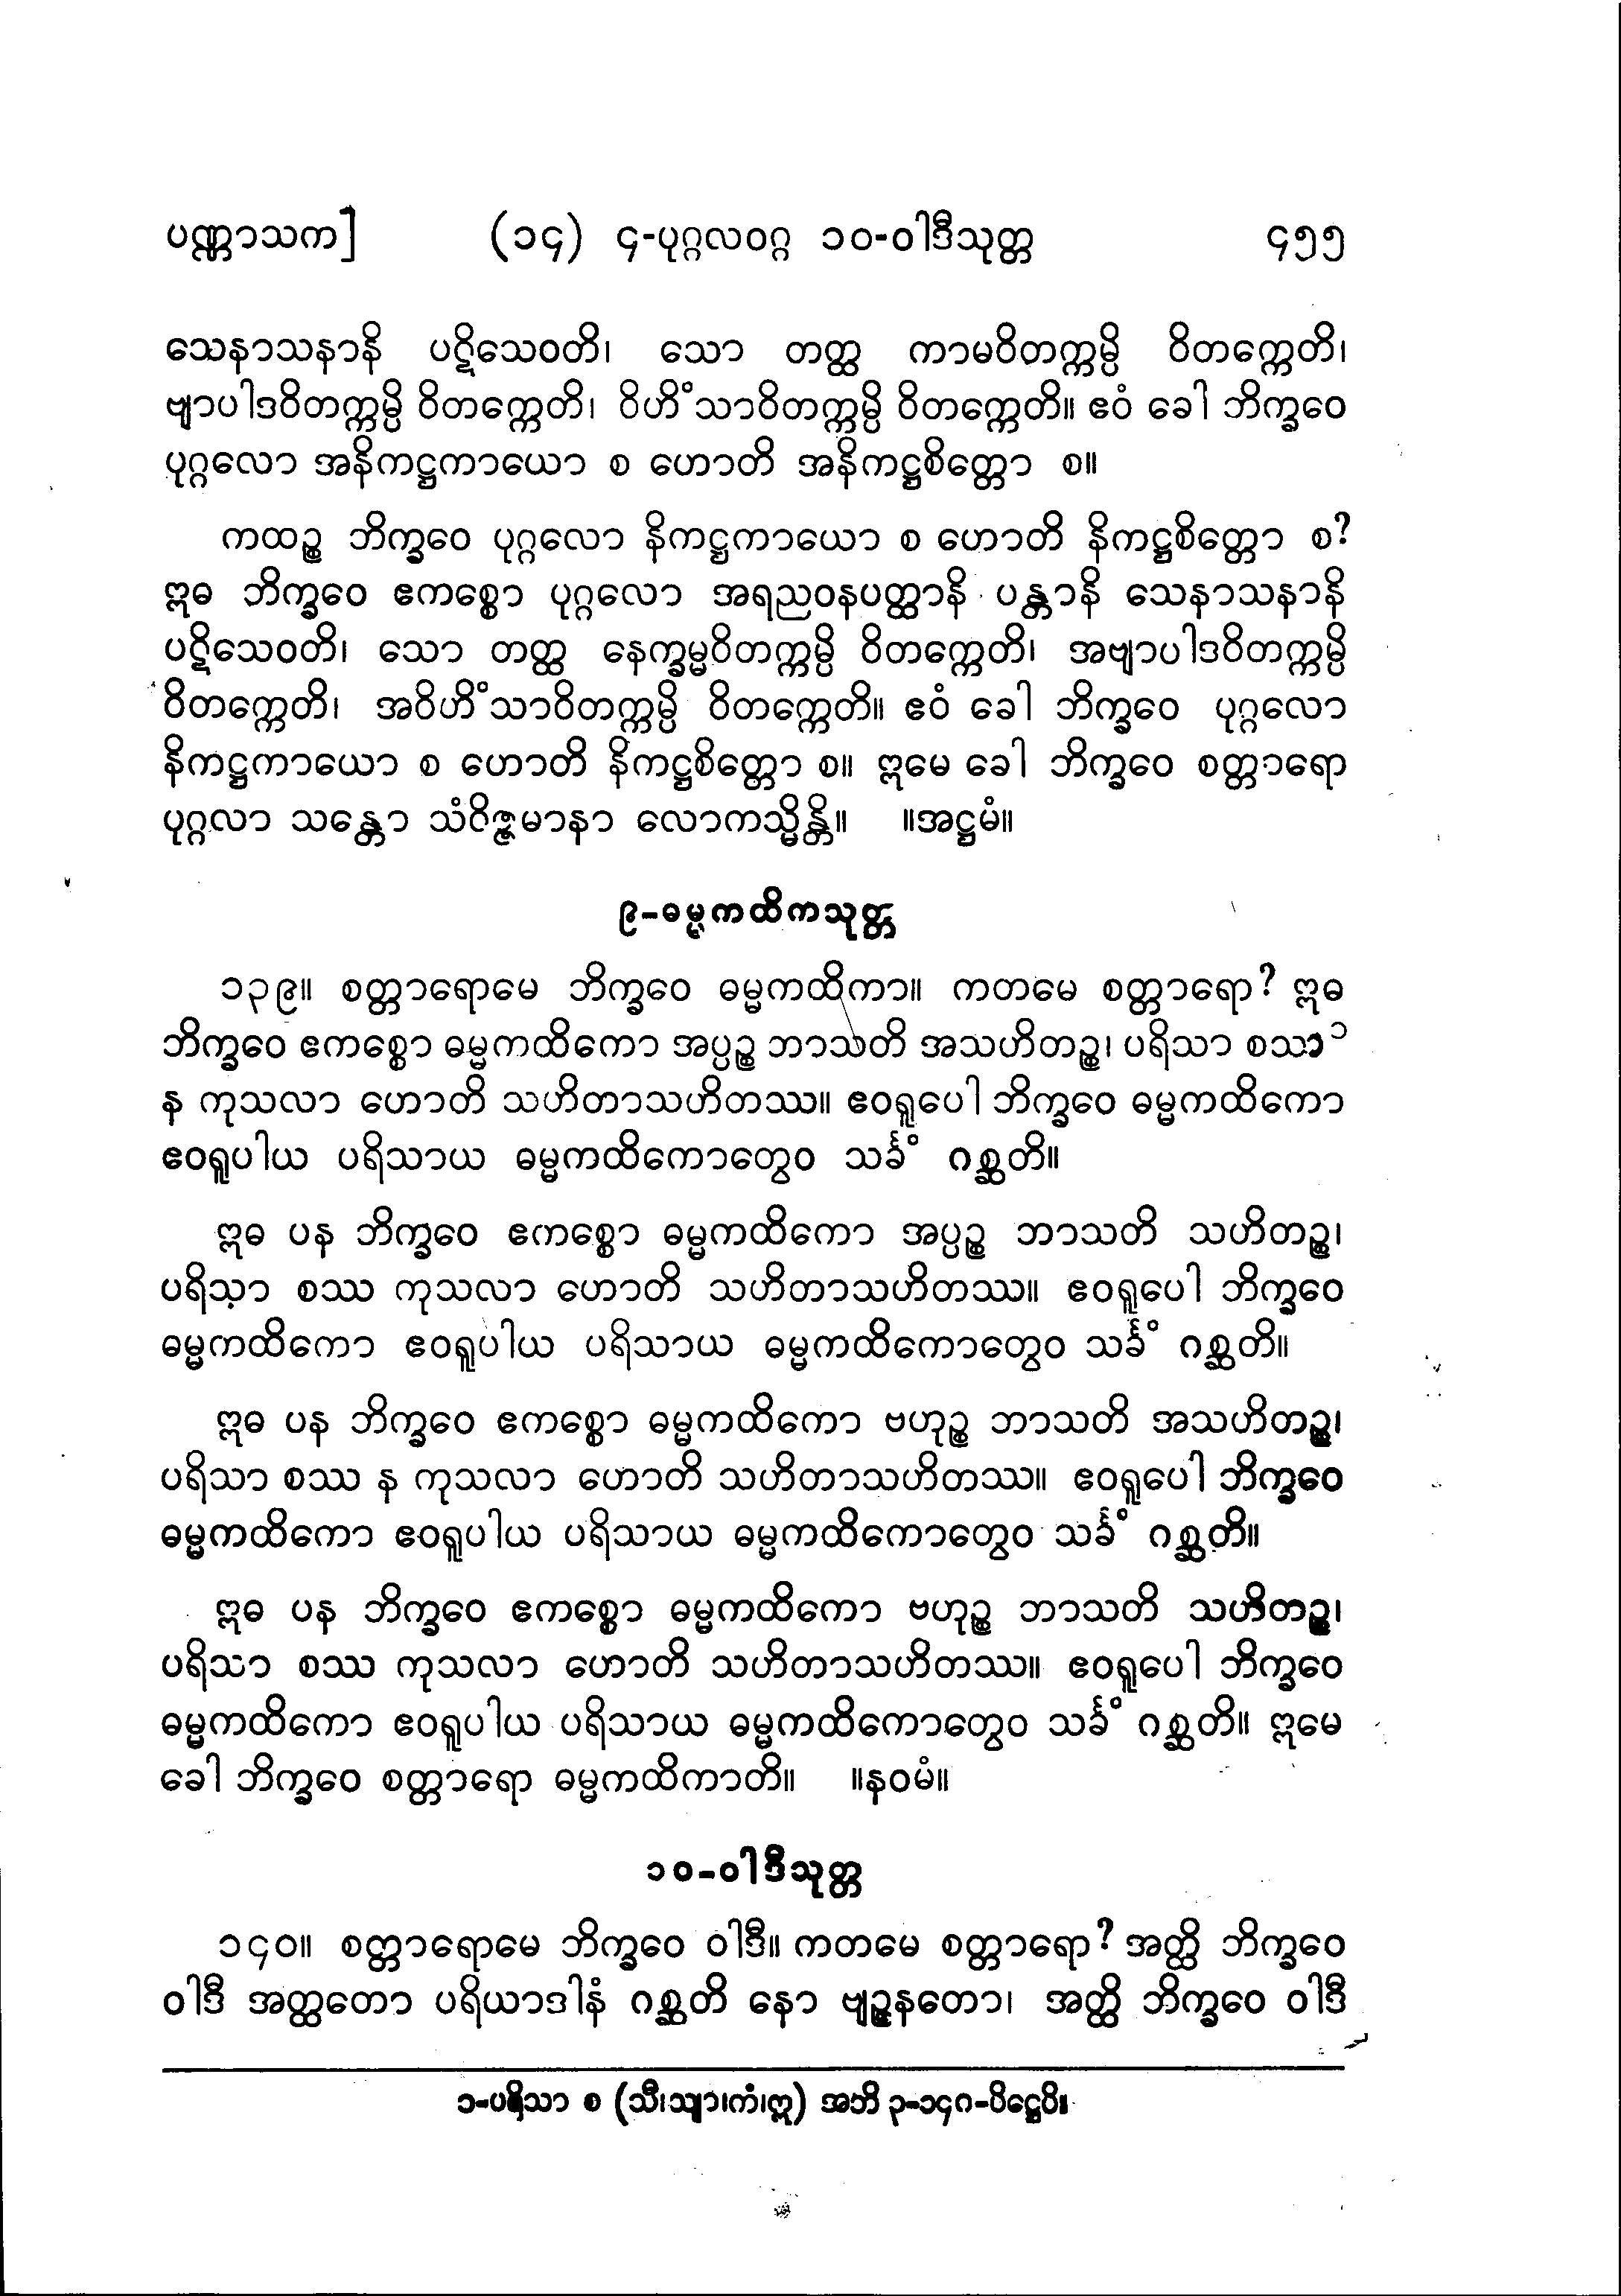 ပဏ္ဏာသက]   (၁၄) ၄-ပုဂ္ဂလဝဂ္ဂ ၁၀-ဝါဒီသုတ္တ   ၄၅၅
သေနာသနာနိ ပဋိသေဝတိ၊ သော တတ္ထ ကာမဝိတက္ကမ္ပိ ဝိတက္ကေတိ၊
ဗျာပါဒဝိတက္ကမ္ပိ ဝိတက္ကေတိ၊ ဝိဟိံသာဝိတက္ကမ္ပိ ဝိတက္ကေတိ။ ဧဝံ ခေါ ဘိက္ခဝေ
ပုဂ္ဂလော အနိကဋ္ဌကာယော စ ဟောတိ အနိကဋ္ဌစိတ္တော စ။
ကထဉ္စ ဘိက္ခဝေ ပုဂ္ဂလော နိကဋ္ဌကာယော စ ဟောတိ နိကဋ္ဌစိတ္တော စ?
ဣဓ ဘိက္ခဝေ ဧကစ္စော ပုဂ္ဂလော အရညဝနပတ္ထာနိ ပန္တာနိ သေနာသနာနိ
ပဋိသေဝတိ၊ သော တတ္ထ နေက္ခမ္မဝိတက္ကမ္ပိ ဝိတက္ကေတိ၊ အဗျာပါဒဝိတက္ကမ္ပိ
ဝိတက္ကေတိ၊ အဝိဟိံသာဝိတက္ကမ္ပိ ဝိတက္ကေတိ။ ဧဝံ ခေါ ဘိက္ခဝေ ပုဂ္ဂလော
နိကဋ္ဌကာယော စ ဟောတိ နိကဋ္ဌစိတ္တော စ။ ဣမေ ခေါ ဘိက္ခဝေ စတ္တာရော
ပုဂ္ဂလာ သန္တော သံဝိဇ္ဇမာနာ လောကသ္မိန္တိ။ ။အဋ္ဌမံ။
၉-ဓမ္မကထိကသုတ္တ
၁၃၉။ စတ္တာရောမေ ဘိက္ခဝေ ဓမ္မကထိကာ။ ကတမေ စတ္တာရော? ဣဓ
ဘိက္ခဝေ ဧကစ္စော ဓမ္မကထိကော အပ္ပဉ္စ ဘာသတိ အသဟိတဉ္စ၊ ပရိသာ စဿ ၁
န ကုသလာ ဟောတိ သဟိတာသဟိတဿ။ ဧဝရူပေါ ဘိက္ခဝေ ဓမ္မကထိကော
ဧဝရူပါယ ပရိသာယ ဓမ္မကထိကောတွေဝ သင်္ခံ ဂစ္ဆတိ။
ဣဓ ပန ဘိက္ခဝေ ဧကစ္စော ဓမ္မကထိကော အပ္ပဉ္စ ဘာသတိ သဟိတဉ္စ၊
ပရိသာ စဿ ကုသလာ ဟောတိ သဟိတာသဟိတဿ။ ဧဝရူပေါ ဘိက္ခဝေ
ဓမ္မကထိကော ဧဝရူပါယ ပရိသာယ ဓမ္မကထိကောတွေဝ သင်္ခံ ဂစ္ဆတိ။
ဣဓ ပန ဘိက္ခဝေ ဧကစ္စော ဓမ္မကထိကော ဗဟုဉ္စ ဘာသတိ အသဟိတဉ္စ၊
ပရိသာ စဿ န ကုသလာ ဟောတိ သဟိတာသဟိတဿ။ ဧဝရူပေါ ဘိက္ခဝေ
ဓမ္မကထိကော ဧဝရူပါယ ပရိသာယ ဓမ္မကထိကောတွေဝ သင်္ခံ ဂစ္ဆတိ။
ဣဓ ပန ဘိက္ခဝေ ဧကစ္စော ဓမ္မကထိကော ဗဟုဉ္စ ဘာသတိ သဟိတဉ္စ၊
ပရိသာ စဿ ကုသလာ ဟောတိ သဟိတာသဟိတဿ။ ဧဝရူပေါ ဘိက္ခဝေ
ဓမ္မကထိကော ဧဝရူပါယ ပရိသာယ ဓမ္မကထိကောတွေဝ သင်္ခံ ဂစ္ဆတိ။ ဣမေ
ခေါ ဘိက္ခဝေ စတ္တာရော ဓမ္မကထိကာတိ။ ။နဝမံ။
၁၀-ဝါဒီသုတ္တ
၁၄၀။ စတ္တာရောမေ ဘိက္ခဝေ ဝါဒီ။ ကတမေ စတ္တာရော? အတ္ထိ ဘိက္ခဝေ
ဝါဒီ အတ္ထတော ပရိယာဒါနံ ဂစ္ဆတိ နော ဗျဉ္ဇနတော၊ အတ္ထိ ဘိက္ခဝေ ဝါဒီ
၁-ပရိသာ စ (သီ၊သျာ၊ကံ၊ဣ) အဘိ ၃-၁၄၈-ပိဋ္ဌေပိ။